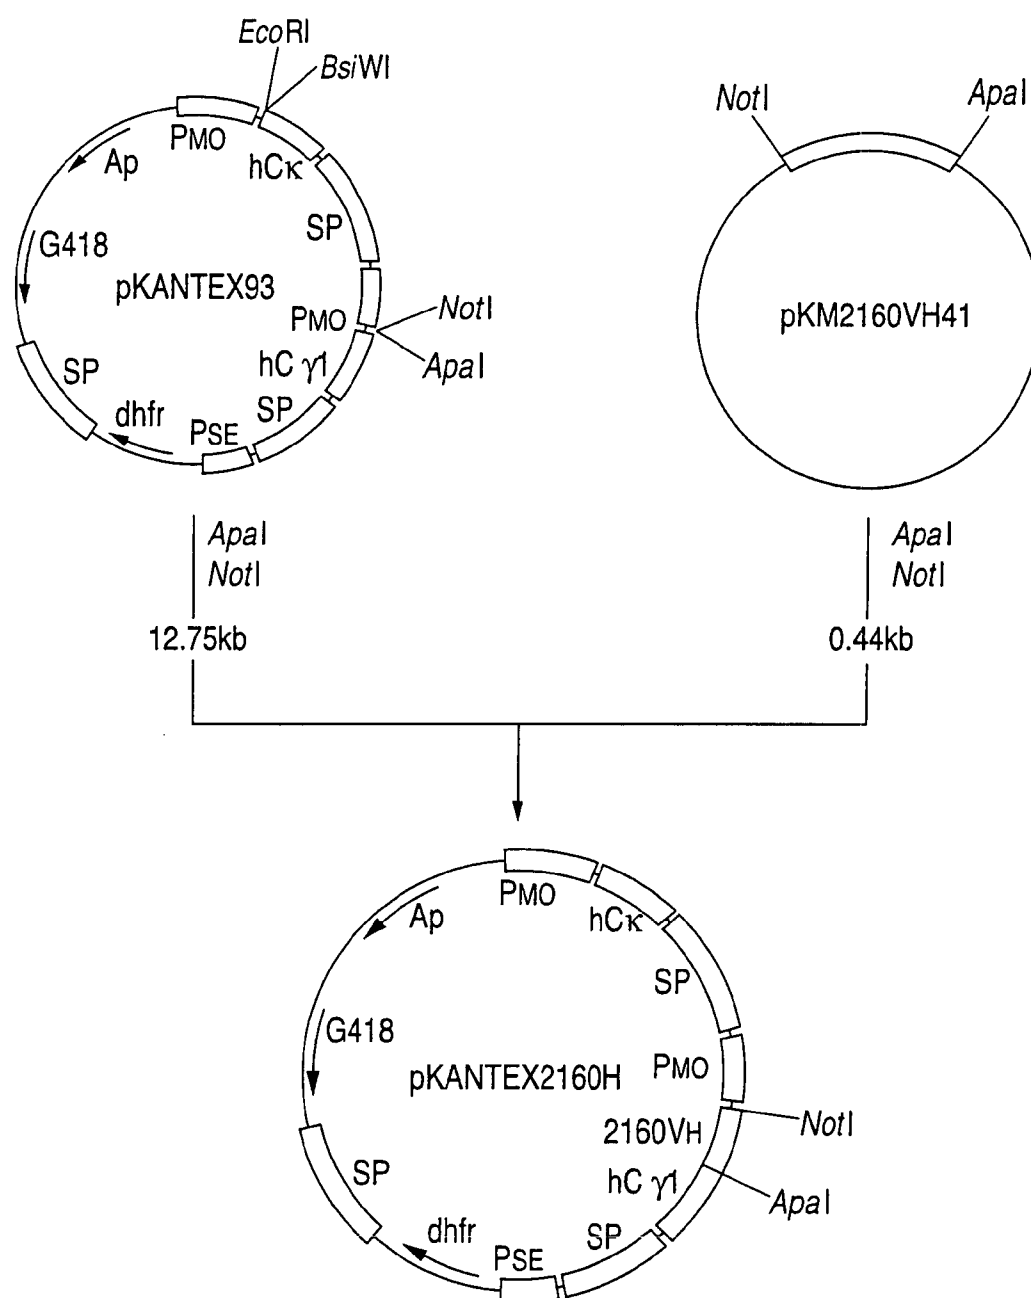 EcoRI
BsiWI
PMO
hCκ
Ap
SP
G418
pKANTEX93
PMO
NotI
hC γ1
ApaI
SP
SP
dhfr
PSE
NotI
ApaI
pKM2160VH41
ApaI
NotI
12.75kb
ApaI
NotI
0.44kb
PMO
hCκ
Ap
SP
G418
pKANTEX2160H
PMO
2160VH
NotI
hC γ1
ApaI
SP
SP
dhfr
PSE